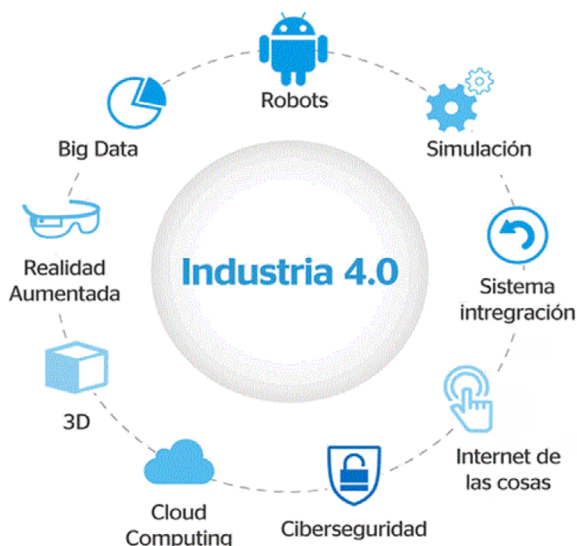 Robots
Simulación
Sistema
intregración
Internet de
las cosas
Ciberseguridad
Cloud
Computing
3D
Realidad
Aumentada
Big Data
Industria 4.0